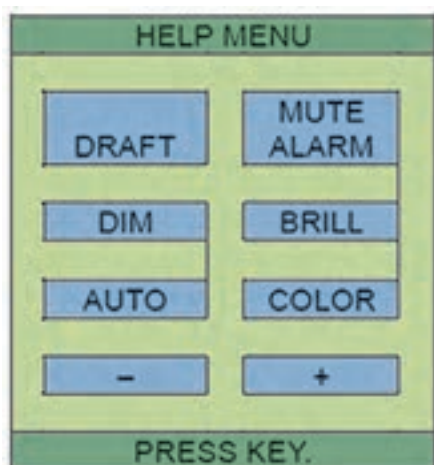 HELP MENU
DRAFT
MUTE
ALARM
DIM
BRILL
AUTO
COLOR
–
+
PRESS KEY.